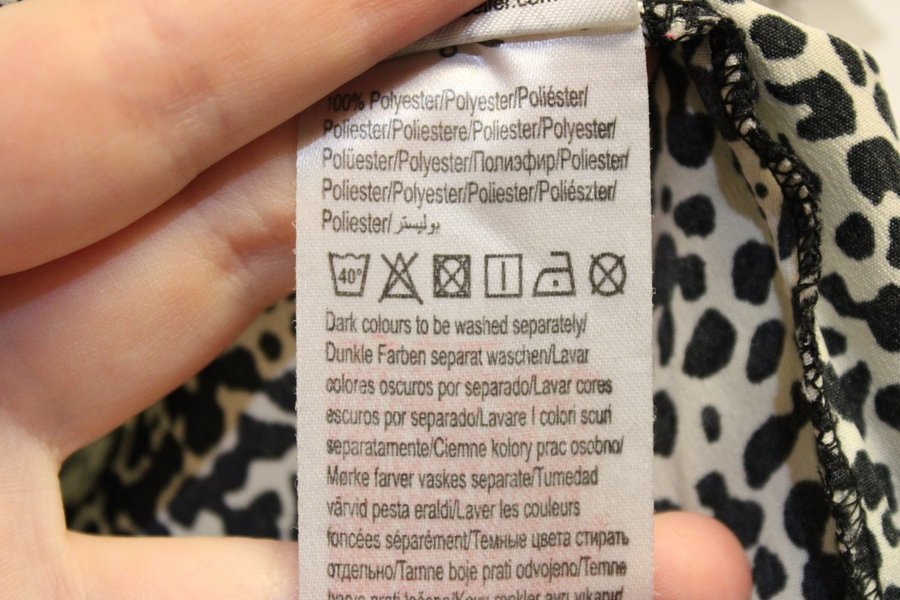 100% Polyester/Polyester/Poliéster/
Poliester/Poliestere/Poliester/Polyester/
Polüester/Polyester/Полиэфир/Poliester/
Poliester/Polyester/Poliester/Poliészter/
Poliester/ بوليستر
40°
Dark colours to be washed separately/
Dunkle Farben separat waschen/Lavar
colores oscuros por separado/Lavar cores
escuros por separado/Lavare I colori scuri
separatamente/Ciemne kolory prac osobno/
Mørke farver vaskes separate/Tumedad
värvid pesta eraldi/Laver les couleurs
foncées séparément/Темные цвета стирать
отдельно/Tamne boje prati odvojeno/Temne